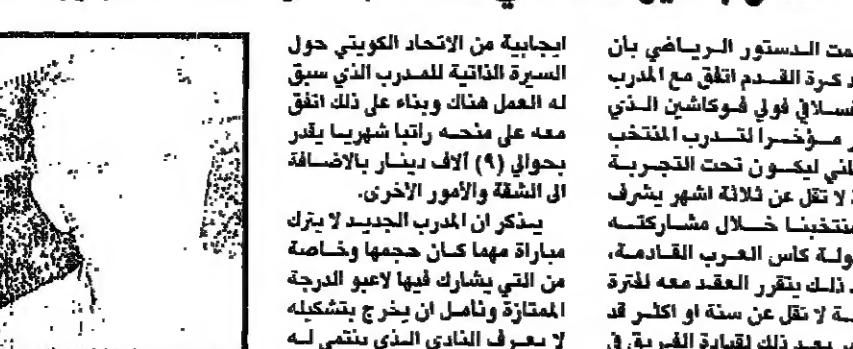 مت الدستور الرياضي بأن
كرة القدم اتفق مع المدرب
فولي فوكاشين الذي
مؤخرا لتدرب المنتخب
ليكون تحت التجربة
لا تقل عن ثلاثة اشهر يشرف
منتخبنا خلال مشاركته
ولة كاس العرب القادمة،
ذلك يتقرر العقد معه لفترة
ة لا تقل عن سنة او اكثر قد
بعد ذلك لقيادة الفريق في
ايجابية من الاتحاد الكويتي حول
السيرة الذاتية للمدرب الذي سبق
له العمل هناك وبناء على ذلك اتفق
معه على منحه راتبا شهريا يقدر
بحوالي (٩) ألاف دينار بالاضافة
الى الشقة والأمور الاخرى.
يذكر ان المدرب الجديد لا يترك
مباراة مهما كان حجمها وخاصة
من التي يشارك فيها لاعبو الدرجة
الممتازة ونأمل ان يخرج بتشكيله
لا يعرف النادي الذي ينتمي له